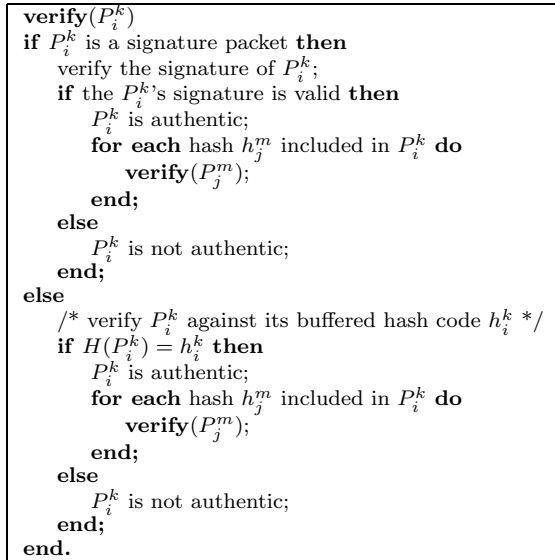 verify(P_i^k)
if P_i^k is a signature packet then
verify the signature of P_i^k;
if the P_i^k's signature is valid then
P_i^k is authentic;
for each hash h_j^m included in P_i^k do
verify(P_j^m);
end;
else
P_i^k is not authentic;
end;
else
/* verify P_i^k against its buffered hash code h_i^k */
if H(P_i^k) = h_i^k then
P_i^k is authentic;
for each hash h_j^m included in P_i^k do
verify(P_j^m);
end;
else
P_i^k is not authentic;
end;
end.